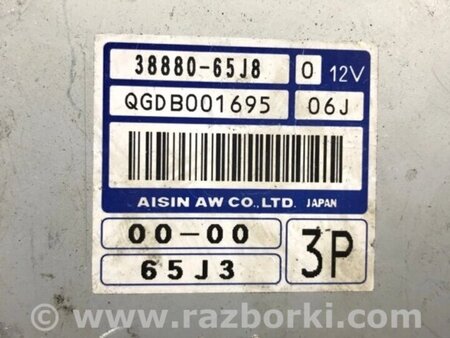 38880-65J8 0 12V
QGDB001695 06J
AISIN AW CO.,LTD. JAPAN
00-00
65J3 3P
© www.razborki.com